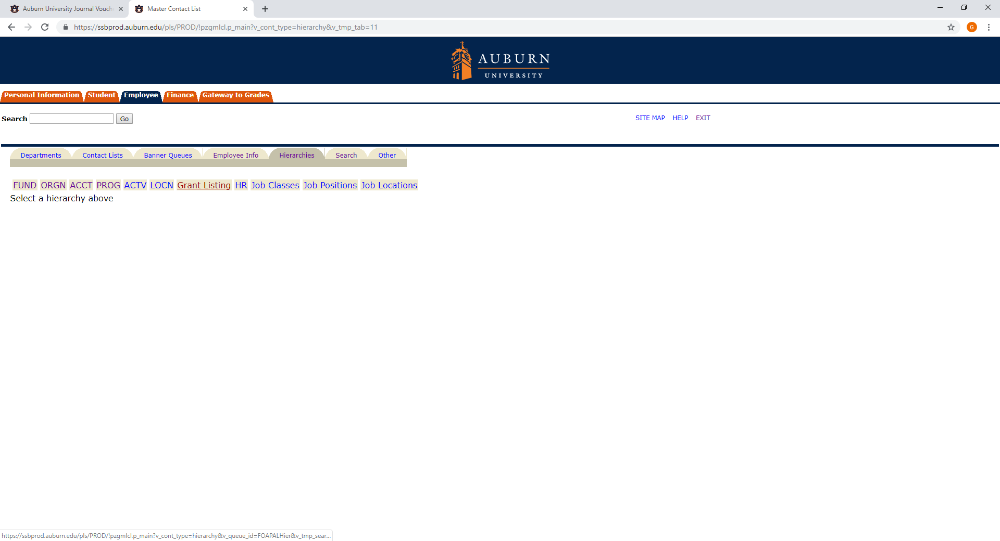 Auburn University Journal Vouch
Master Contact List
https://ssbprod.auburn.edu/pls/PROD/!pzgmlcl.p_main?v_cont_type=hierarchy&v_tmp_tab=11
G
AUBURN
UNIVERSITY
Personal Information Student Employee Finance Gateway to Grades
Search Go SITE MAP HELP EXIT
Departments Contact Lists Banner Queues Employee Info Hierarchies Search Other
FUND ORGN ACCT PROG ACTV LOCN Grant Listing HR Job Classes Job Positions Job Locations
Select a hierarchy above
https://ssbprod.auburn.edu/pls/PROD/!pzgmlcl.p_main?v_cont_type=hierarchy&v_queue_id=FOAPALHier&v_tmp_sear...